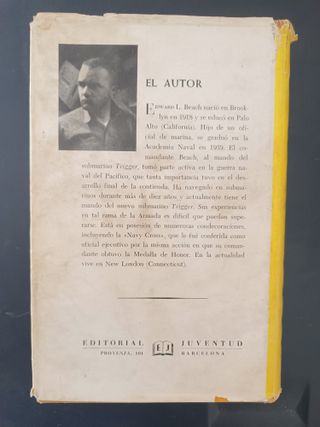 EL AUTOR
EDWARD L. Beach nació en Brook-
lyn en 1918 y se educó en Palo
Alto (California). Hijo de un ofi-
cial de marina, se graduó en la
Academia Naval en 1939. El co-
mandante Beach, al mando del
submarino Trigger, tomó parte activa en la guerra na-
val del Pacífico, que tanta importancia tuvo en el des-
arrollo final de la contienda. Ha navegado en subma-
rinos durante más de diez años y actualmente tiene el
mando del nuevo submarino Trigger. Sus experiencias
en tal rama de la Armada es difícil que puedan supe-
rarse. Está en posesión de numerosas condecoraciones,
incluyendo la «Navy Cross», que le fué conferida como
oficial ejecutivo por la misma acción en que su coman-
dante obtuvo la Medalla de Honor. En la actualidad
vive en New London (Connecticut).
EDITORIAL EJ JUVENTUD
PROVENZA, 101 BARCELONA